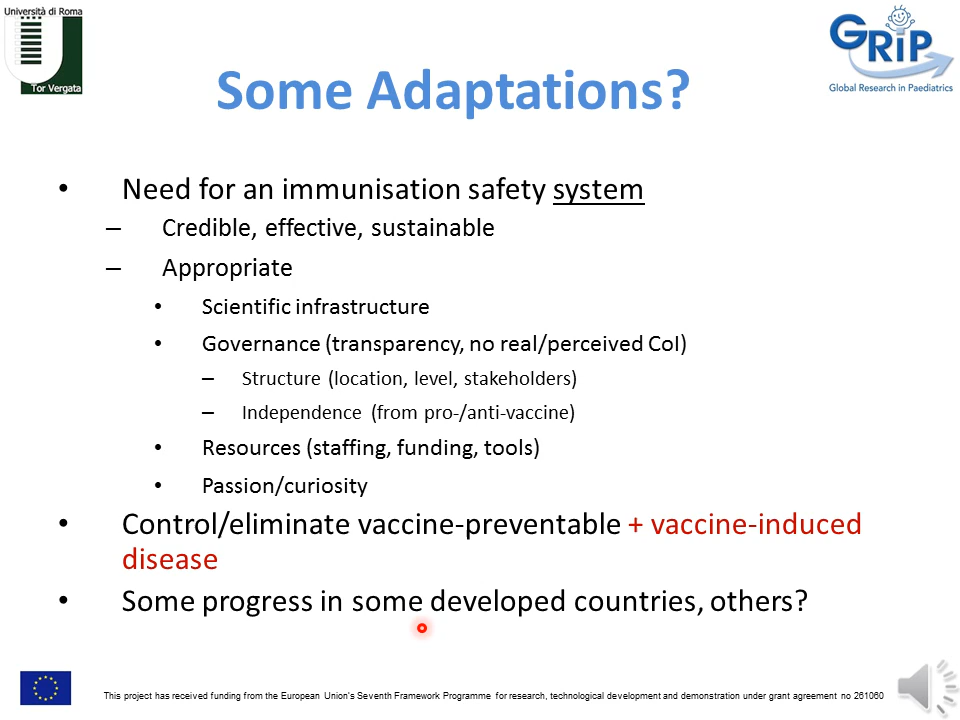 Università di Roma
Tor Vergata
GRiP
Global Research in Paediatrics
Some Adaptations?
• Need for an immunisation safety system
– Credible, effective, sustainable
– Appropriate
• Scientific infrastructure
• Governance (transparency, no real/perceived CoI)
– Structure (location, level, stakeholders)
– Independence (from pro-/anti-vaccine)
• Resources (staffing, funding, tools)
• Passion/curiosity
• Control/eliminate vaccine-preventable + vaccine-induced
disease
• Some progress in some developed countries, others?
This project has received funding from the European Union's Seventh Framework Programme for research, technological development and demonstration under grant agreement no 261060